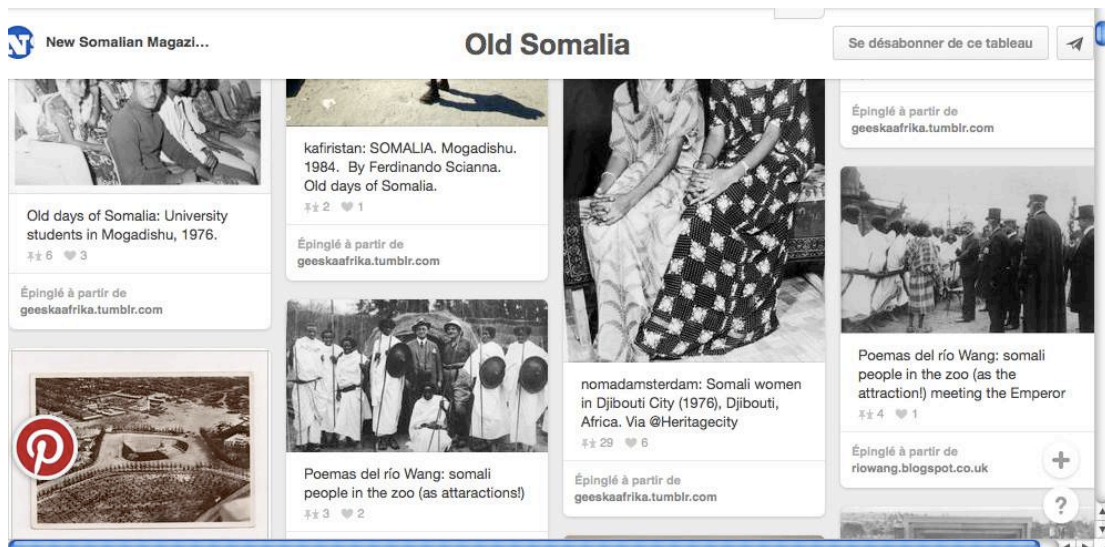 New Somalian Magazi...
Old Somalia
Se désabonner de ce tableau
Old days of Somalia: University
students in Mogadishu, 1976.
6 3
Épinglé à partir de
geeskaafrika.tumblr.com
kafiristan: SOMALIA. Mogadishu.
1984. By Ferdinando Scianna.
Old days of Somalia.
2 1
Épinglé à partir de
geeskaafrika.tumblr.com
Poemas del río Wang: somali
people in the zoo (as attaractions!)
3 2
nomadamsterdam: Somali women
in Djibouti City (1976), Djibouti,
Africa. Via @Heritagecity
29 6
Épinglé à partir de
geeskaafrika.tumblr.com
Épinglé à partir de
geeskaafrika.tumblr.com
Poemas del río Wang: somali
people in the zoo (as the
attraction!) meeting the Emperor
4 1
Épinglé à partir de
riowang.blogspot.co.uk
+
?